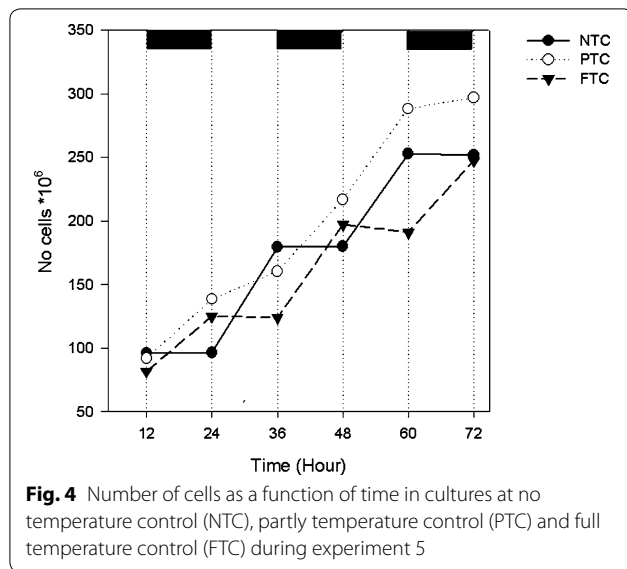 350
300
250
200
150
100
50
No cells *10⁶
12 24 36 48 60 72
Time (Hour)
NTC
PTC
FTC
Fig. 4 Number of cells as a function of time in cultures at no
temperature control (NTC), partly temperature control (PTC) and full
temperature control (FTC) during experiment 5